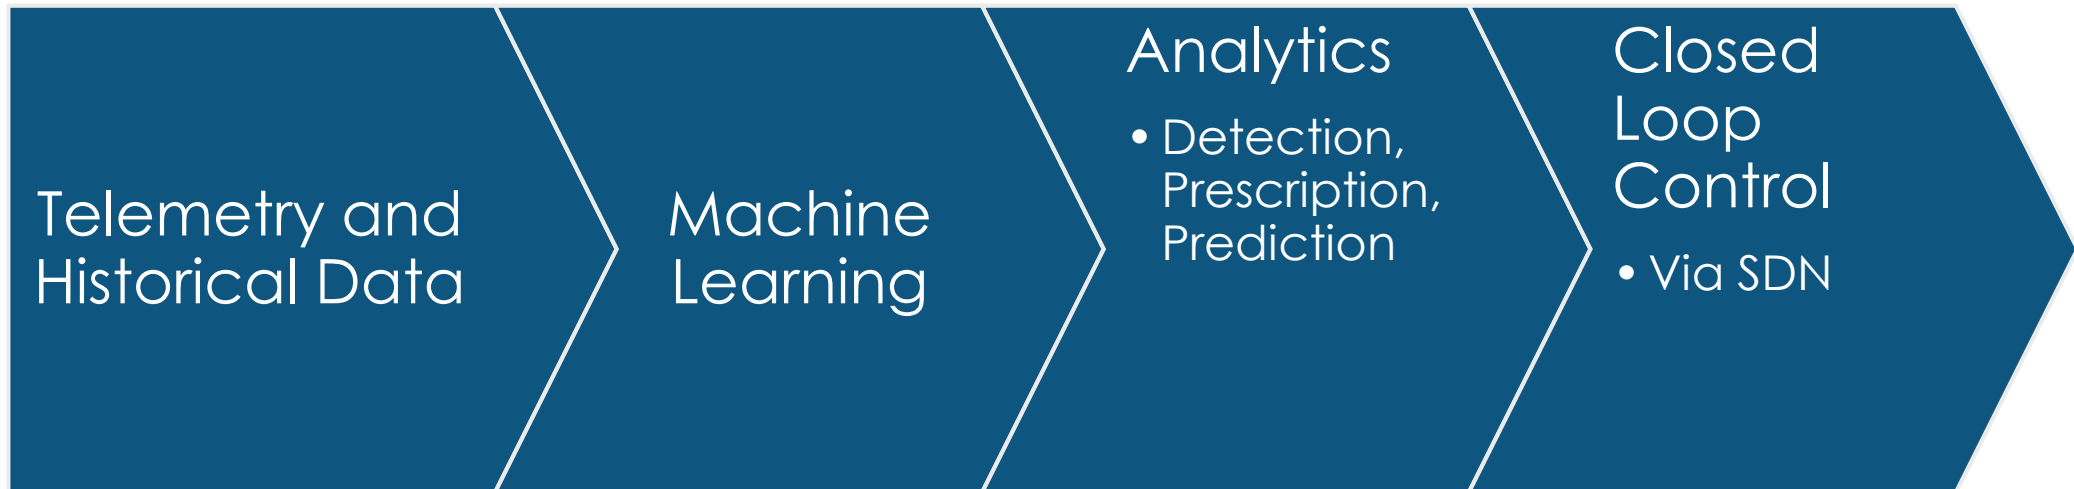 Telemetry and
Historical Data
Machine
Learning
Analytics
• Detection,
Prescription,
Prediction
Closed
Loop
Control
• Via SDN